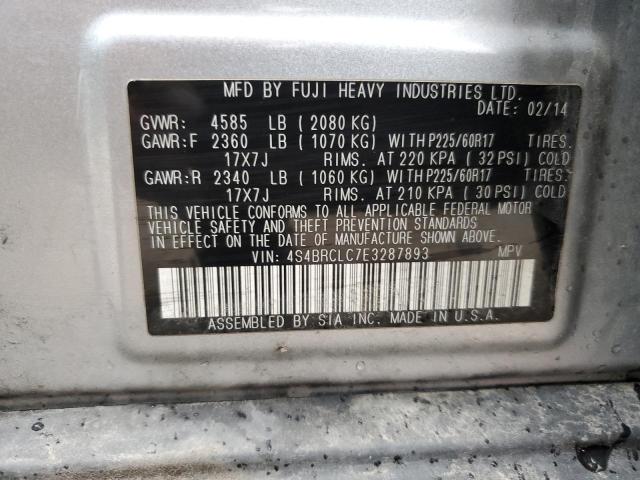 MFD BY FUJI HEAVY INDUSTRIES LTD.
DATE: 02/14
GVWR: 4585 LB ( 2080 KG)
GAWR:F 2360 LB ( 1070 KG) WITH P225/60R17 TIRES.
17X7J RIMS. AT 220 KPA ( 32 PSI) COLD
GAWR:R 2340 LB ( 1060 KG) WITH P225/60R17 TIRES.
17X7J RIMS. AT 210 KPA ( 30 PSI) COLD
THIS VEHICLE CONFORMS TO ALL APPLICABLE FEDERAL MOTOR
VEHICLE SAFETY AND THEFT PREVENTION STANDARDS
IN EFFECT ON THE DATE OF MANUFACTURE SHOWN ABOVE.
VIN: 4S4BRCLC7E3287893 MPV
ASSEMBLED BY SIA INC. MADE IN U.S.A.